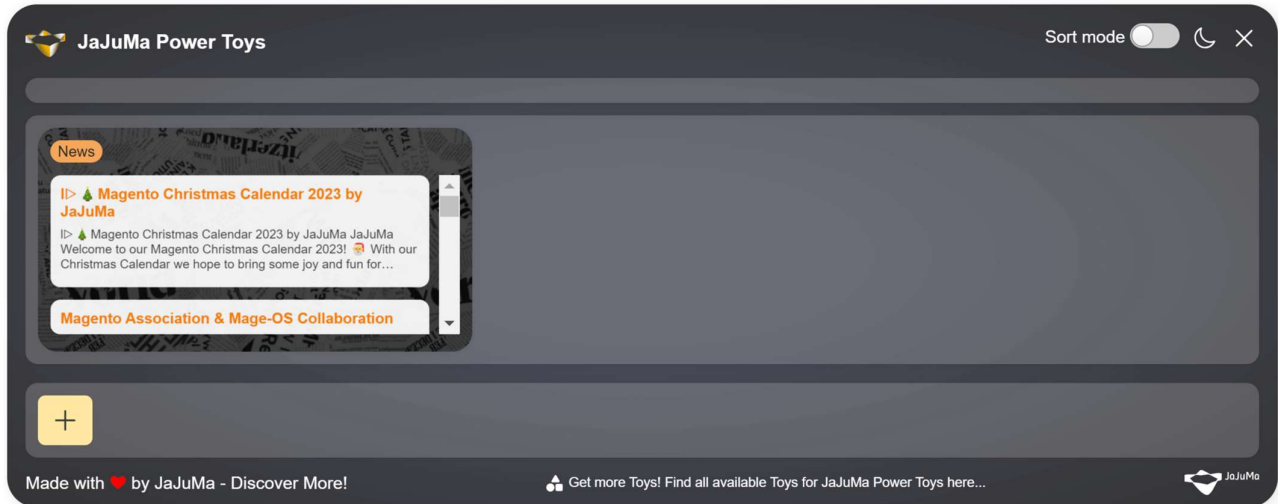 JaJuMa Power Toys
Sort mode
News
I▷ 🎄 Magento Christmas Calendar 2023 by
JaJuMa
I▷ 🎄 Magento Christmas Calendar 2023 by JaJuMa JaJuMa
Welcome to our Magento Christmas Calendar 2023! 🎅 With our
Christmas Calendar we hope to bring some joy and fun for…
Magento Association & Mage-OS Collaboration
Made with ❤ by JaJuMa - Discover More!
Get more Toys! Find all available Toys for JaJuMa Power Toys here...
JaJuMa